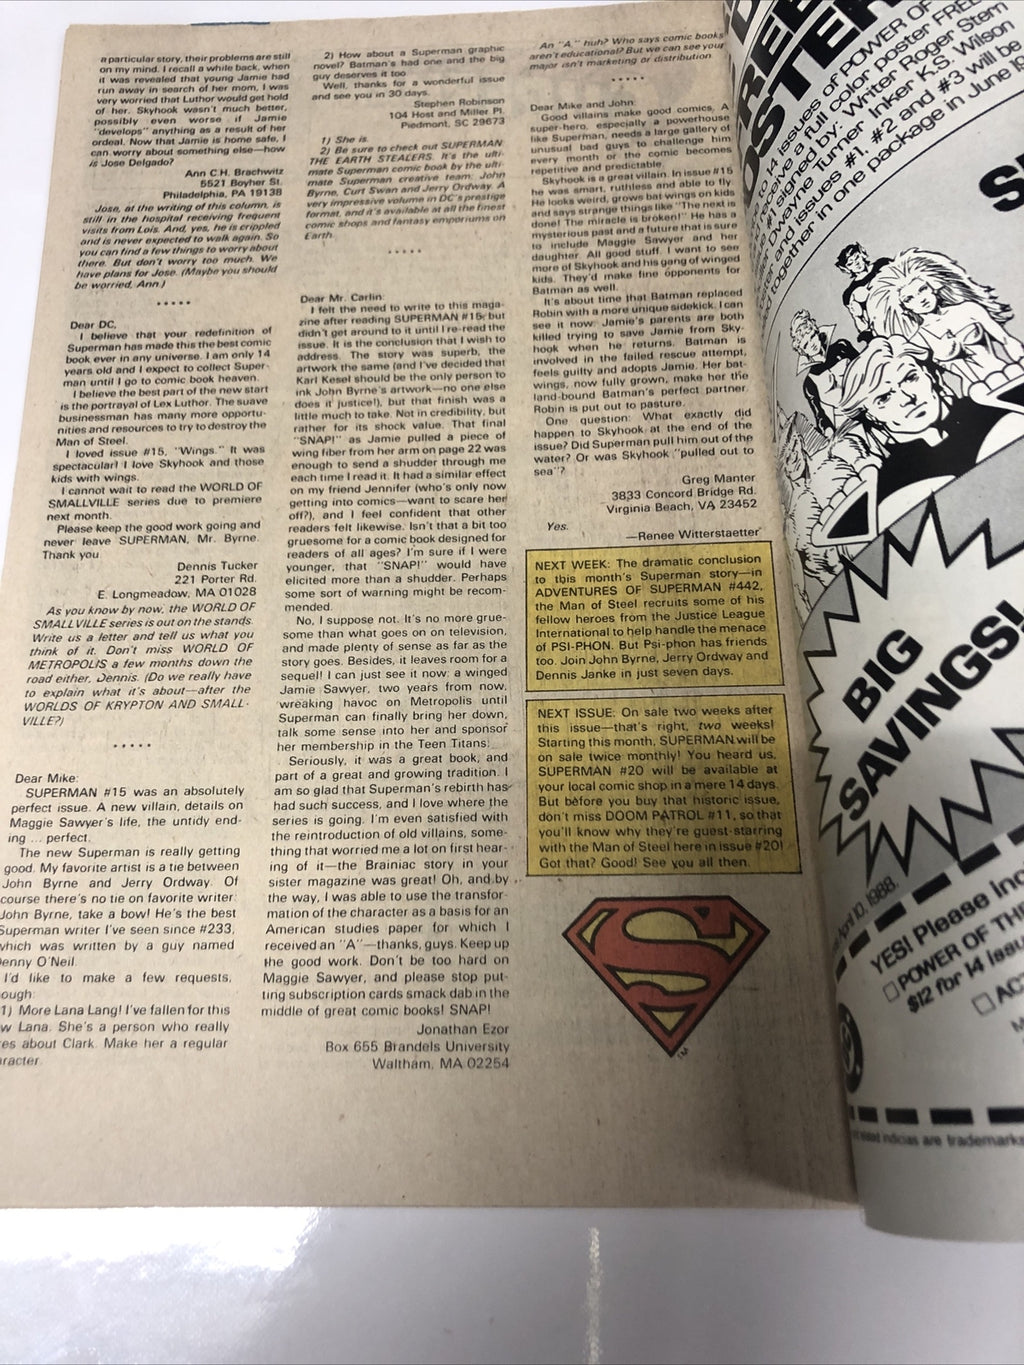 a particular story, their problems are still
on my mind. I recall a while back, when
it was revealed that young Jamie had
run away in search of her mom, I was
very worried that Luthor would get hold
of her. Skyhook wasn't much better,
possibly even worse if Jamie
"develops" anything as a result of her
ordeal. Now that Jamie is home safe, I
can worry about something else—how
is Jose Delgado?
Ann C.H. Brachwitz
5521 Boyher St.
Philadelphia, PA 19138
Jose, at the writing of this column, is
still in the hospital receiving frequent
visits from Lois. And, yes, he is crippled
and is never expected to walk again. So
you can find a few things to worry about
there. But don't worry too much. We
have plans for Jose. (Maybe you should
be worried, Ann.)
• • • • •
Dear DC,
I believe that your redefinition of
Superman has made this the best comic
book ever in any universe. I am only 14
years old and I expect to collect Super-
man until I go to comic book heaven.
I believe the best part of the new start
is the portrayal of Lex Luthor. The suave
businessman has many more opportu-
nities and resources to try to destroy the
Man of Steel.
I loved issue #15, "Wings." It was
spectacular! I love Skyhook and those
kids with wings.
I cannot wait to read the WORLD OF
SMALLVILLE series due to premiere
next month.
Please keep the good work going and
never leave SUPERMAN, Mr. Byrne.
Thank you
Dennis Tucker
221 Porter Rd.
E. Longmeadow, MA 01028
As you know by now, the WORLD OF
SMALLVILLE series is out on the stands.
Write us a letter and tell us what you
think of it. Don't miss WORLD OF
METROPOLIS a few months down the
road either, Dennis. (Do we really have
to explain what it's about—after the
WORLDS OF KRYPTON AND SMALL-
VILLE?)
• • • • •
Dear Mike:
SUPERMAN #15 was an absolutely
perfect issue. A new villain, details on
Maggie Sawyer's life, the untidy end-
ing ... perfect.
The new Superman is really getting
good. My favorite artist is a tie between
John Byrne and Jerry Ordway. Of
course there's no tie on favorite writer:
John Byrne, take a bow! He's the best
Superman writer I've seen since #233,
which was written by a guy named
enny O'Neil.
I'd like to make a few requests,
ough:
1) More Lana Lang! I've fallen for this
w Lana. She's a person who really
es about Clark. Make her a regular
racter.
2) How about a Superman graphic
novel? Batman's had one and the big
guy deserves it too.
Well, thanks for a wonderful issue
and see you in 30 days.
Stephen Robinson
104 Host and Miller Pl.
Piedmont, SC 29673
1) She is.
2) Be sure to check out SUPERMAN
THE EARTH STEALERS. It's the ulti-
mate Superman comic book by the ulti-
mate Superman creative team: John
Byrne, Curt Swan and Jerry Ordway. A
very impressive volume in DC's prestige
format, and it's available at all the finest
comic shops and fantasy emporiums on
Earth.
• • • • •
Dear Mr. Carlin:
I felt the need to write to this maga-
zine after reading SUPERMAN #15; but
didn't get around to it until I re-read the
issue. It is the conclusion that I wish to
address. The story was superb, the
artwork the same (and I've decided that
Karl Kesel should be the only person to
ink John Byrne's artwork—no one else
does it justice!), but that finish was a
little much to take. Not in credibility, but
rather for its shock value. That final
"SNAP!" as Jamie pulled a piece of
wing fiber from her arm on page 22 was
enough to send a shudder through me
each time I read it. It had a similar effect
on my friend Jennifer (who's only now
getting into comics—want to scare her
off?), and I feel confident that other
readers felt likewise. Isn't that a bit too
gruesome for a comic book designed for
readers of all ages? I'm sure if I were
younger, that "SNAP!" would have
elicited more than a shudder. Perhaps
some sort of warning might be recom-
mended.
No, I suppose not. It's no more grue-
some than what goes on on television,
and made plenty of sense as far as the
story goes. Besides, it leaves room for a
sequel! I can just see it now: a winged
Jamie Sawyer, two years from now,
wreaking havoc on Metropolis until
Superman can finally bring her down,
talk some sense into her and sponsor
her membership in the Teen Titans.
Seriously, it was a great book, and
part of a great and growing tradition. I
am so glad that Superman's rebirth has
had such success, and I love where the
series is going. I'm even satisfied with
the reintroduction of old villains, some-
thing that worried me a lot on first hear-
ing of it—the Brainiac story in your
sister magazine was great! Oh, and by
the way, I was able to use the transfor-
mation of the character as a basis for an
American studies paper for which I
received an "A"—thanks, guys. Keep up
the good work. Don't be too hard on
Maggie Sawyer, and please stop put-
ting subscription cards smack dab in the
middle of great comic books! SNAP!
Jonathan Ezor
Box 655 Brandels University
Waltham, MA 02254
An "A," huh? Who says comic books
aren't educational? But we can see your
major isn't marketing or distribution.
• • • • •
Dear Mike and John:
Good villains make good comics. A
super-hero, especially a powerhouse
like Superman, needs a large gallery of
unusual bad guys to challenge him
every month or the comic becomes
repetitive and predictable.
Skyhook is a great villain. In issue #15
he was smart, ruthless and able to fly.
He looks weird, grows bat wings on kids
and says strange things like "The next is
done! The miracle is broken!" He has a
mysterious past and a future that is sure
to include Maggie Sawyer and her
daughter. All good stuff. I want to see
more of Skyhook and his gang of winged
kids. They'd make fine opponents for
Batman as well.
It's about time that Batman replaced
Robin with a more unique sidekick. I can
see it now: Jamie's parents are both
killed trying to save Jamie from Sky-
hook when he returns. Batman is
involved in the failed rescue attempt,
feels guilty and adopts Jamie. Her bat-
wings, now fully grown, make her the
land-bound Batman's perfect partner.
Robin is put out to pasture.
One question: What exactly did
happen to Skyhook at the end of the
issue? Did Superman pull him out of the
water? Or was Skyhook "pulled out to
sea"?
Greg Manter
3833 Concord Bridge Rd.
Virginia Beach, VA 23452
Yes.
—Renee Witterstaetter
NEXT WEEK: The dramatic conclusion
to this month's Superman story—in
ADVENTURES OF SUPERMAN #442,
the Man of Steel recruits some of his
fellow heroes from the Justice League
International to help handle the menace
of PSI-PHON. But Psi-phon has friends
too. Join John Byrne, Jerry Ordway and
Dennis Janke in just seven days.
NEXT ISSUE: On sale two weeks after
this issue—that's right, two weeks!
Starting this month, SUPERMAN will be
on sale twice monthly! You heard us,
SUPERMAN #20 will be available at
your local comic shop in a mere 14 days.
But before you buy that historic issue,
don't miss DOOM PATROL #11, so that
you'll know why they're guest-starring
with the Man of Steel here in issue #20!
Got that? Good! See you all then.
S
TM
REE
OSTER
to 14 issues of POWER OF
receive a full color poster FREE
#1 signed by: Writer Roger Stern
Dwayne Turner Inker K.S. Wilson
and issues #1, #2 and #3 will be
together in one package in June 19
S
BIG
SAVINGS!
April 10, 1988.
YES! Please inc
POWER OF THE
$12 for 14 issu
AC
indicias are trademarks